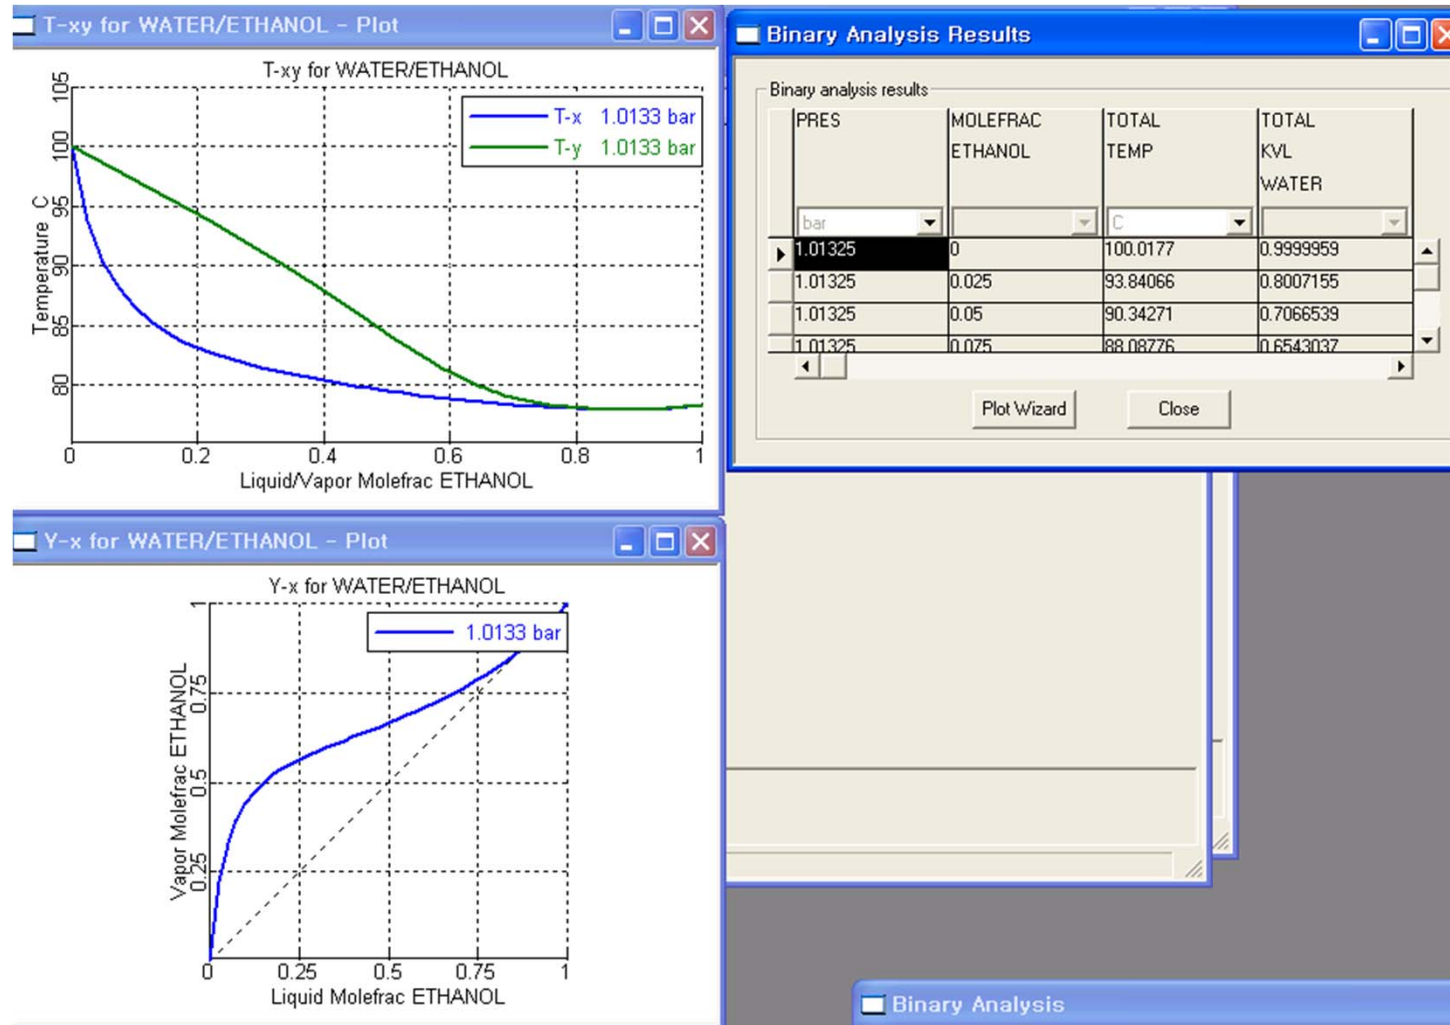 T-xy for WATER/ETHANOL - Plot
T-xy for WATER/ETHANOL
T-x 1.0133 bar
T-y 1.0133 bar
Temperature C
105
100
95
90
85
80
0 0.2 0.4 0.6 0.8 1
Liquid/Vapor Molefrac ETHANOL
Y-x for WATER/ETHANOL - Plot
Y-x for WATER/ETHANOL
1.0133 bar
Vapor Molefrac ETHANOL
1
0.75
0.5
0.25
0 0.25 0.5 0.75 1
Liquid Molefrac ETHANOL
Binary Analysis Results
Binary analysis results
PRES MOLEFRAC TOTAL TOTAL
ETHANOL TEMP KVL
WATER
bar C
1.01325 0 100.0177 0.9999959
1.01325 0.025 93.84066 0.8007155
1.01325 0.05 90.34271 0.7066539
1.01325 0.075 88.08776 0.6543037
Plot Wizard Close
Binary Analysis